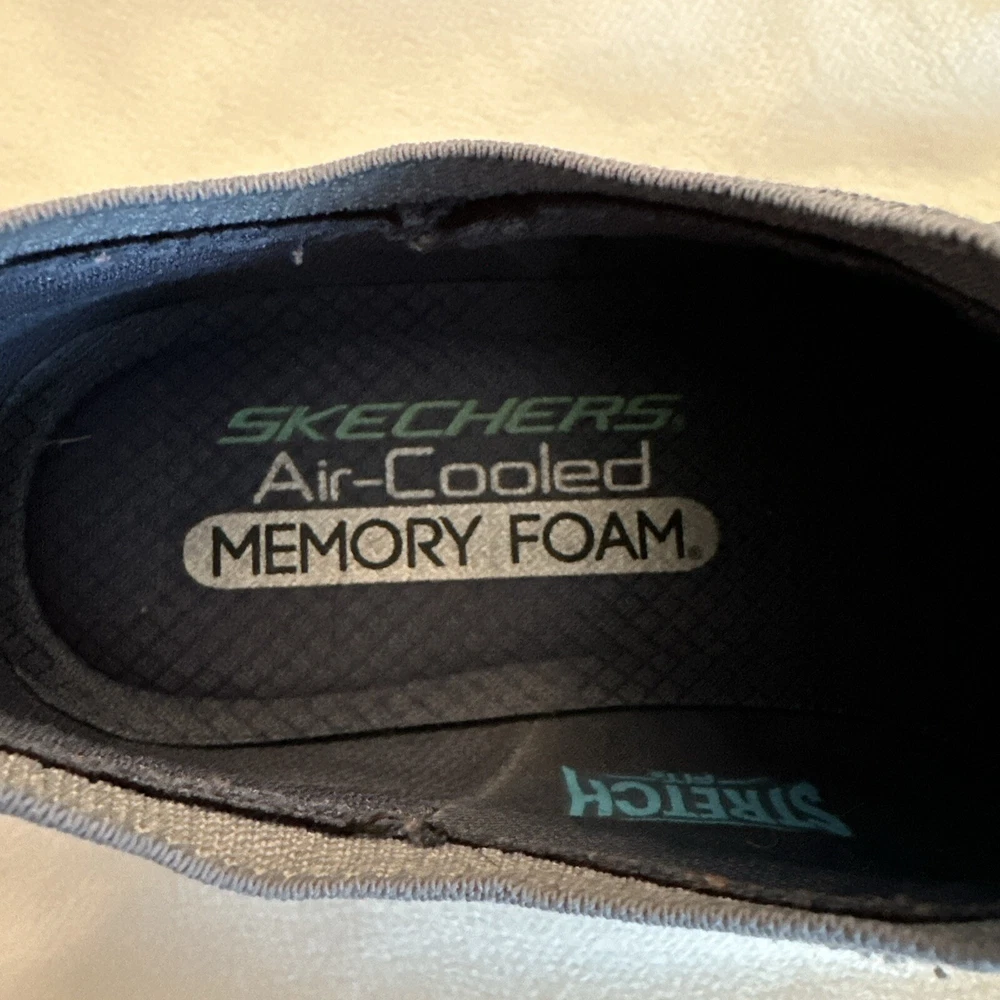 SKECHERS®
Air-Cooled
MEMORY FOAM®
STRETCH